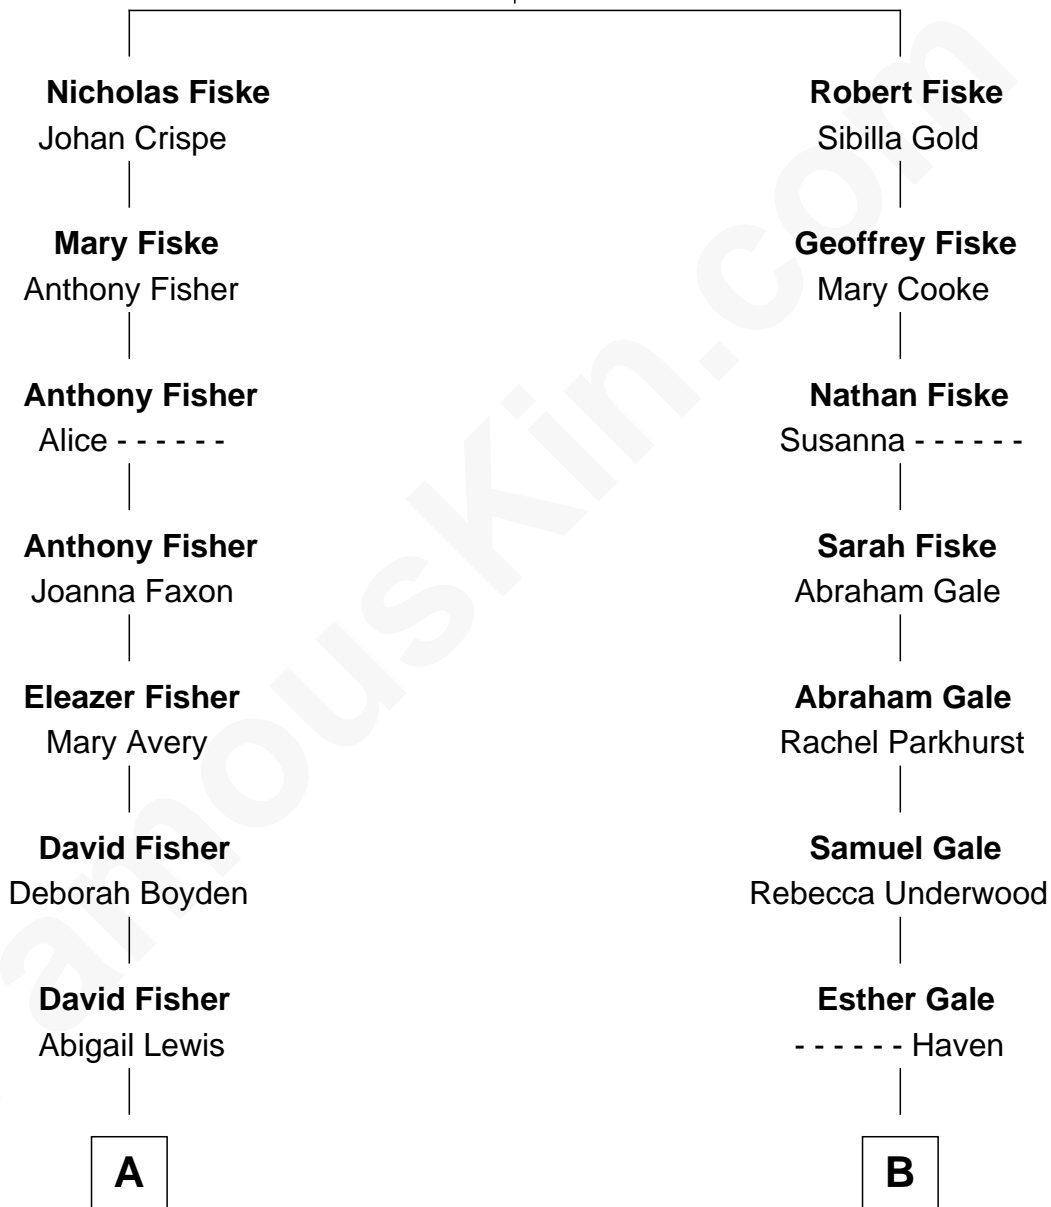 Nicholas Fiske
Johan Crispe
Mary Fiske
Anthony Fisher
Anthony Fisher
Alice - - - - - -
Anthony Fisher
Joanna Faxon
Eleazer Fisher
Mary Avery
David Fisher
Deborah Boyden
David Fisher
Abigail Lewis
A
Robert Fiske
Sibilla Gold
Geoffrey Fiske
Mary Cooke
Nathan Fiske
Susanna - - - - - -
Sarah Fiske
Abraham Gale
Abraham Gale
Rachel Parkhurst
Samuel Gale
Rebecca Underwood
Esther Gale
- - - - - - Haven
B
amousKin.com